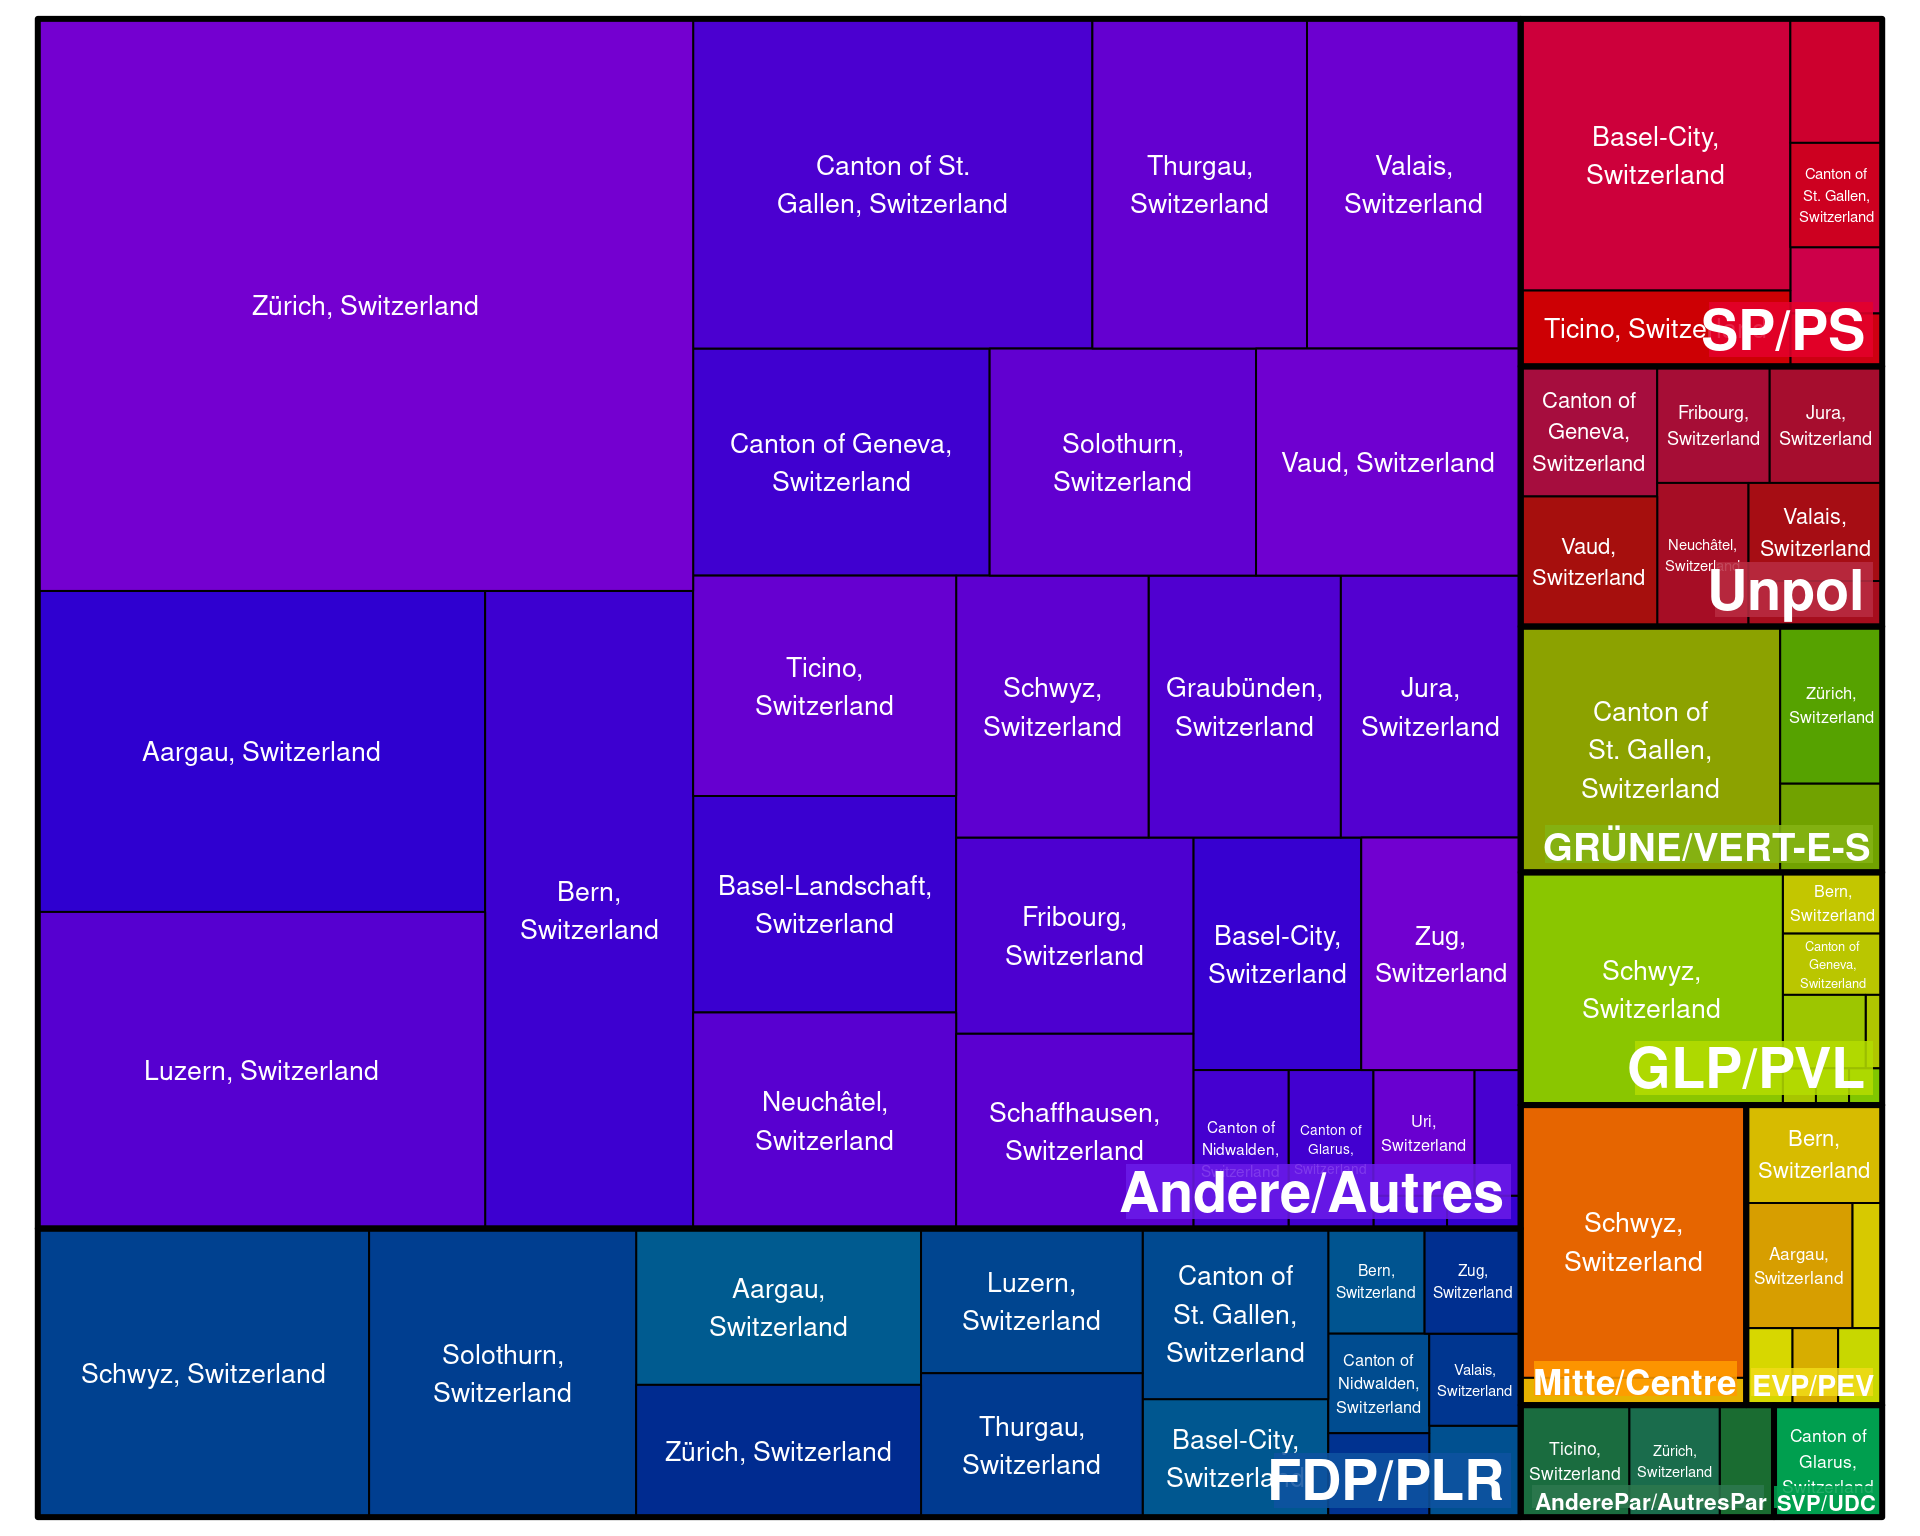 Zürich, Switzerland
Canton of St.
Gallen, Switzerland
Thurgau,
Switzerland
Valais,
Switzerland
Canton of Geneva,
Switzerland
Solothurn,
Switzerland
Vaud, Switzerland
Aargau, Switzerland
Bern,
Switzerland
Luzern, Switzerland
Ticino,
Switzerland
Schwyz,
Switzerland
Graubünden,
Switzerland
Jura,
Switzerland
Basel-Landschaft,
Switzerland
Fribourg,
Switzerland
Basel-City,
Switzerland
Zug,
Switzerland
Neuchâtel,
Switzerland
Schaffhausen,
Switzerland
Canton of
Nidwalden,
Switzerland
Canton of
Glarus,
Switzerland
Uri,
Switzerland
Andere/Autres
Schwyz, Switzerland
Solothurn,
Switzerland
Aargau,
Switzerland
Zürich, Switzerland
Luzern,
Switzerland
Thurgau,
Switzerland
Canton of
St. Gallen,
Switzerland
Basel-City,
Switzerland
Bern,
Switzerland
Zug,
Switzerland
Canton of
Nidwalden,
Switzerland
Valais,
Switzerland
FDP/PLR
Basel-City,
Switzerland
Canton of
St. Gallen,
Switzerland
Ticino, Switzerland
SP/PS
Canton of
Geneva,
Switzerland
Fribourg,
Switzerland
Jura,
Switzerland
Vaud,
Switzerland
Neuchâtel,
Switzerland
Valais,
Switzerland
Unpol
Canton of
St. Gallen,
Switzerland
Zürich,
Switzerland
GRÜNE/VERT-E-S
Schwyz,
Switzerland
Bern,
Switzerland
Canton of
Geneva,
Switzerland
GLP/PVL
Schwyz,
Switzerland
Mitte/Centre
Bern,
Switzerland
Aargau,
Switzerland
EVP/PEV
Ticino,
Switzerland
Zürich,
Switzerland
AnderePar/AutresPar
Canton of
Glarus,
Switzerland
SVP/UDC